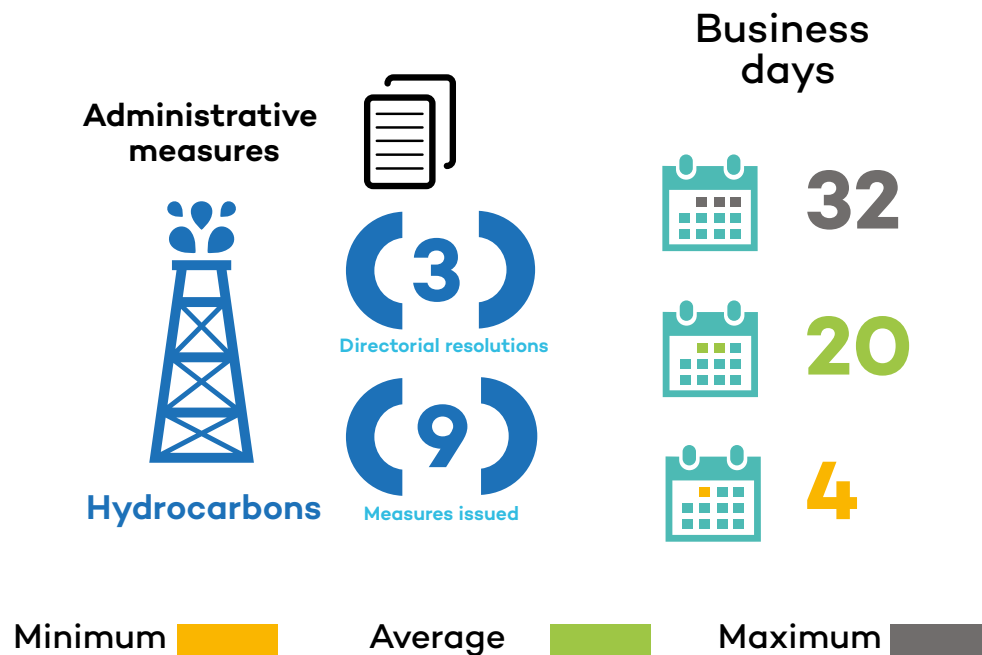 Administrative
measures
Hydrocarbons
3
Directorial resolutions
9
Measures issued
Business
days
32
20
4
Minimum
Average
Maximum